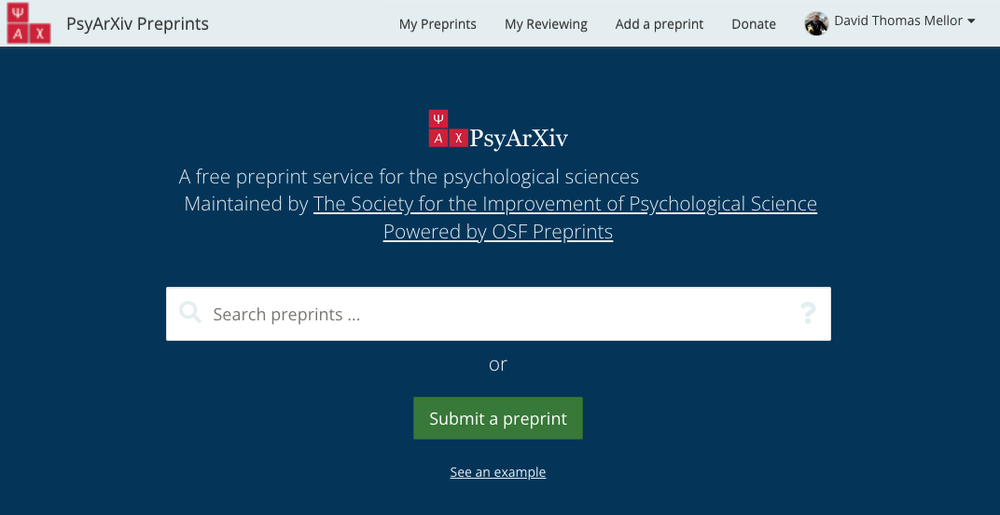 Ψ
A X
PsyArXiv Preprints
My Preprints
My Reviewing
Add a preprint
Donate
David Thomas Mellor
Ψ
A X
PsyArXiv
A free preprint service for the psychological sciences
Maintained by The Society for the Improvement of Psychological Science
Powered by OSF Preprints
Search preprints ...
?
or
Submit a preprint
See an example